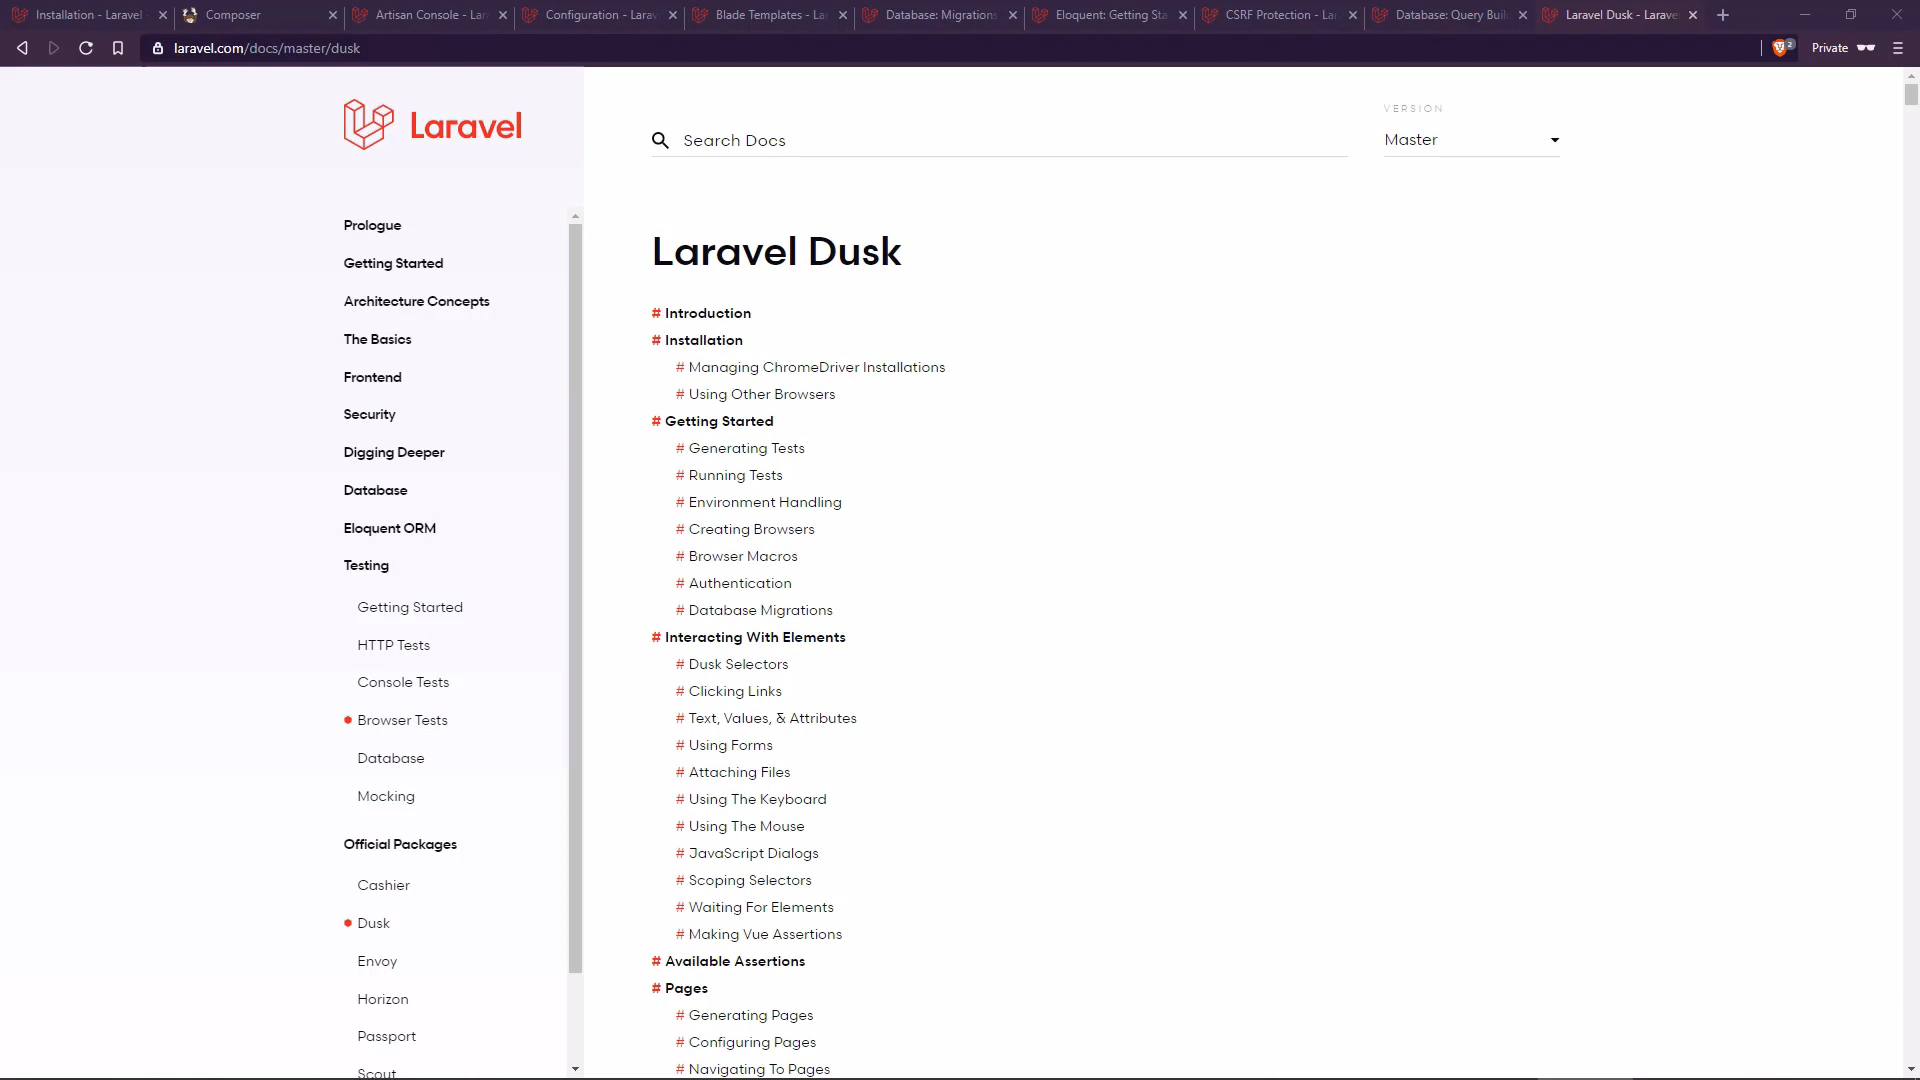 Installation - Laravel
Composer
Artisan Console - Lar
Configuration - Larav
Blade Templates - La
Database: Migrations
Eloquent: Getting Sta
CSRF Protection - La
Database: Query Buil
Laravel Dusk - Larave
laravel.com/docs/master/dusk
2
Private
Laravel
VERSION
Search Docs
Master
Prologue
Getting Started
Architecture Concepts
The Basics
Frontend
Security
Digging Deeper
Database
Eloquent ORM
Testing
Getting Started
HTTP Tests
Console Tests
Browser Tests
Database
Mocking
Official Packages
Cashier
Dusk
Envoy
Horizon
Passport
Scout
Laravel Dusk
# Introduction
# Installation
# Managing ChromeDriver Installations
# Using Other Browsers
# Getting Started
# Generating Tests
# Running Tests
# Environment Handling
# Creating Browsers
# Browser Macros
# Authentication
# Database Migrations
# Interacting With Elements
# Dusk Selectors
# Clicking Links
# Text, Values, & Attributes
# Using Forms
# Attaching Files
# Using The Keyboard
# Using The Mouse
# JavaScript Dialogs
# Scoping Selectors
# Waiting For Elements
# Making Vue Assertions
# Available Assertions
# Pages
# Generating Pages
# Configuring Pages
# Navigating To Pages